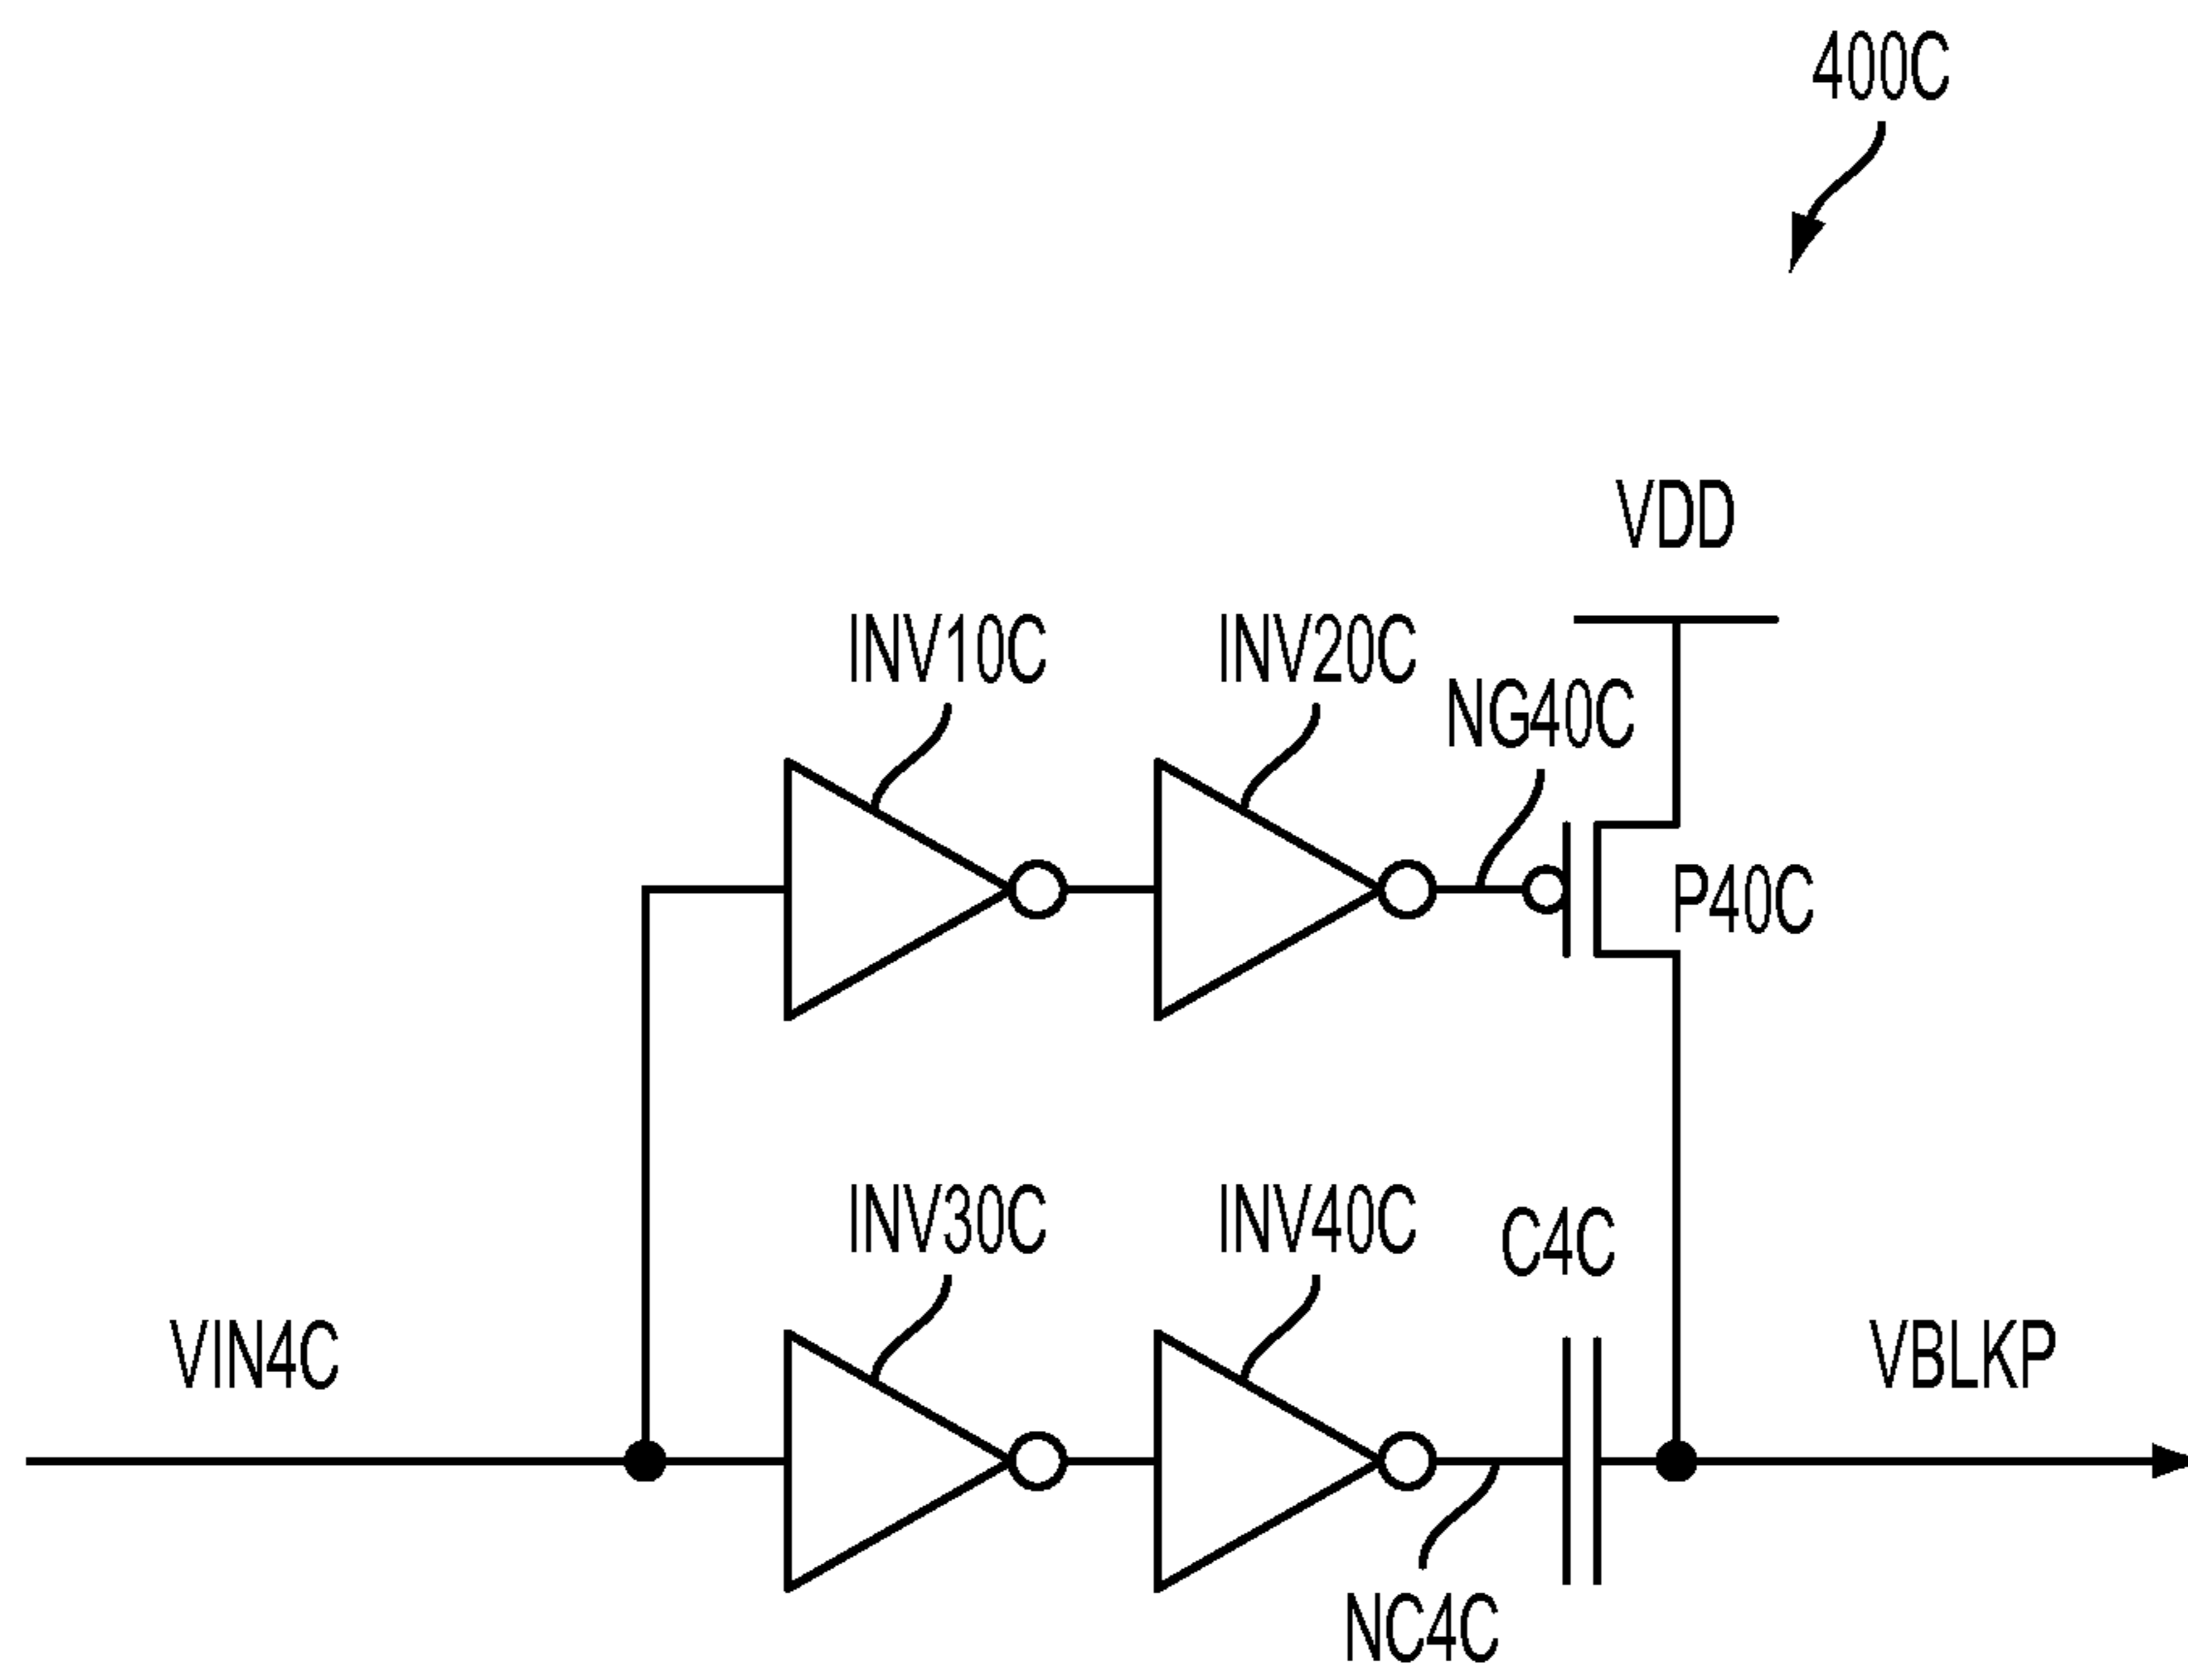 400C
VDD
INV10C
INV20C
NG40C
P40C
INV30C
INV40C
C4C
VIN4C
VBLKP
NC4C